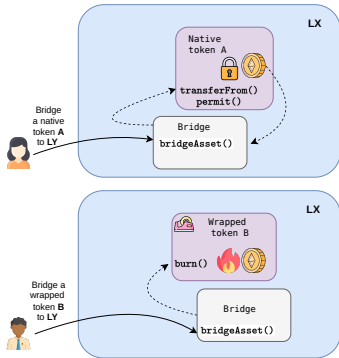 LX
Native
token A
transferFrom()
permit()
Bridge
a native
token A
to LY
Bridge
bridgeAsset()
LX
Wrapped
token B
burn()
Bridge a
wrapped
token B
to LY
Bridge
bridgeAsset()